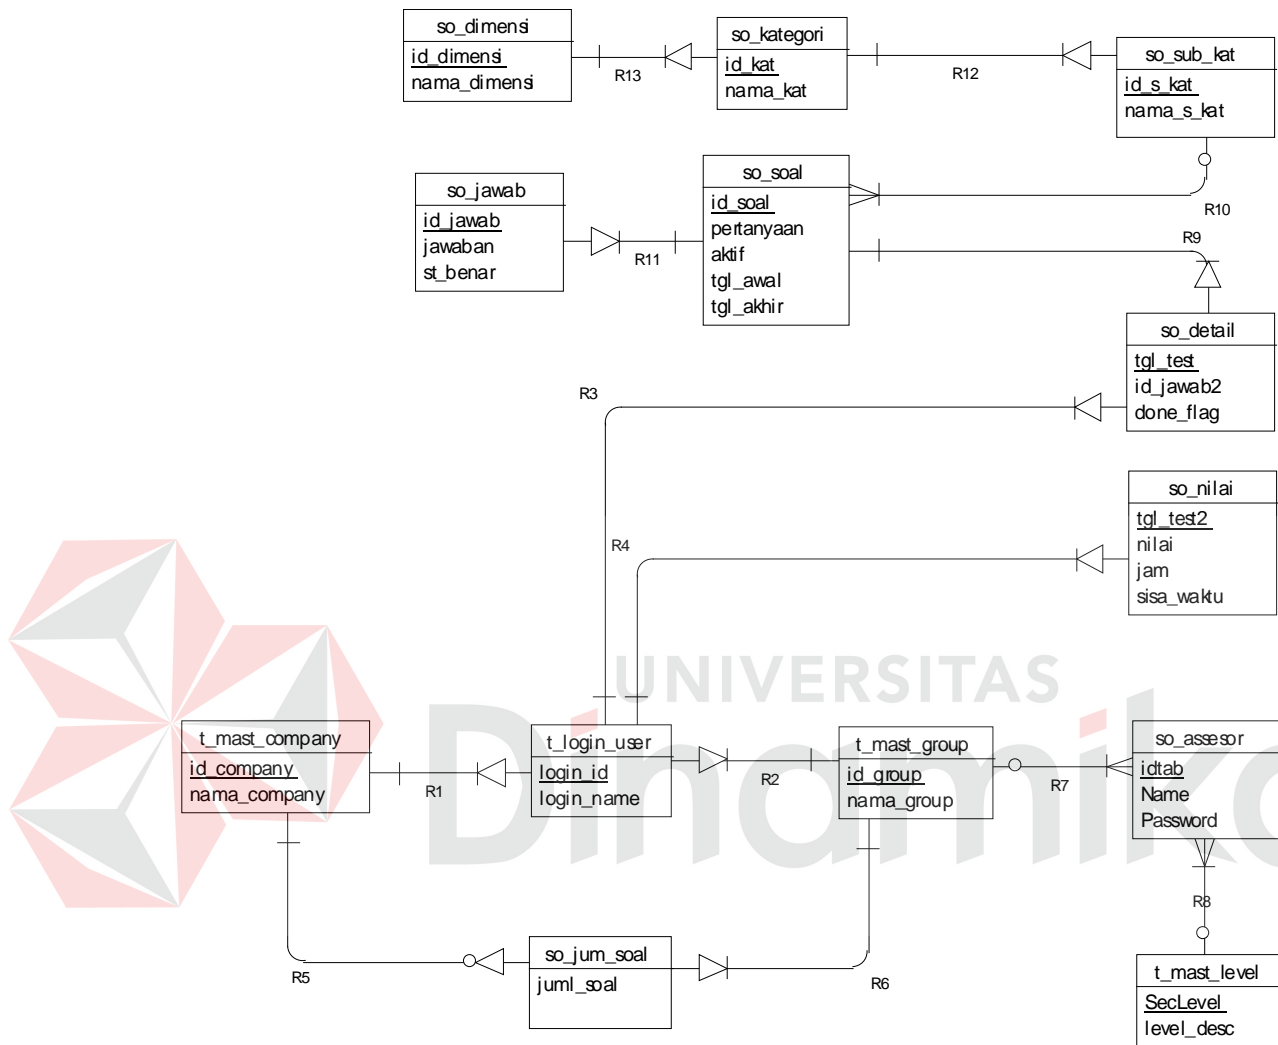 so_dimensi
id_dimensi
nama_dimensi
R13
so_kategori
id_kat
nama_kat
R12
so_sub_kat
id_s_kat
nama_s_kat
so_jawab
id_jawab
jawaban
st_benar
R11
so_soal
id_soal
pertanyaan
aktif
tgl_awal
tgl_akhir
R10
R9
so_detail
tgl_test
id_jawab2
done_flag
R3
so_nilai
tgl_test2
nilai
jam
sisa_waktu
R4
UNIVERSITAS
Dinamika
t_mast_company
id_company
nama_company
R1
t_login_user
login_id
login_name
R2
t_mast_group
id_group
nama_group
R7
so_assesor
idtab
Name
Password
R8
R5
so_jum_soal
juml_soal
R6
t_mast_level
SecLevel
level_desc